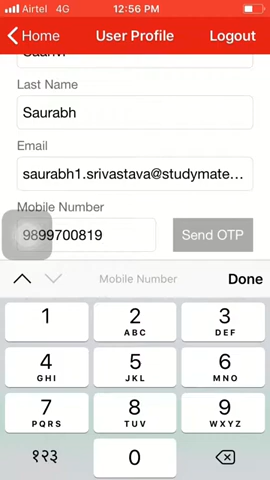 Airtel 4G 12:56 PM
Home User Profile Logout
Last Name
Saurabh
Email
saurabh1.srivastava@studymate...
Mobile Number
9899700819 Send OTP
Mobile Number Done
1 2 ABC 3 DEF
4 GHI 5 JKL 6 MNO
7 PQRS 8 TUV 9 WXYZ
१२३ 0